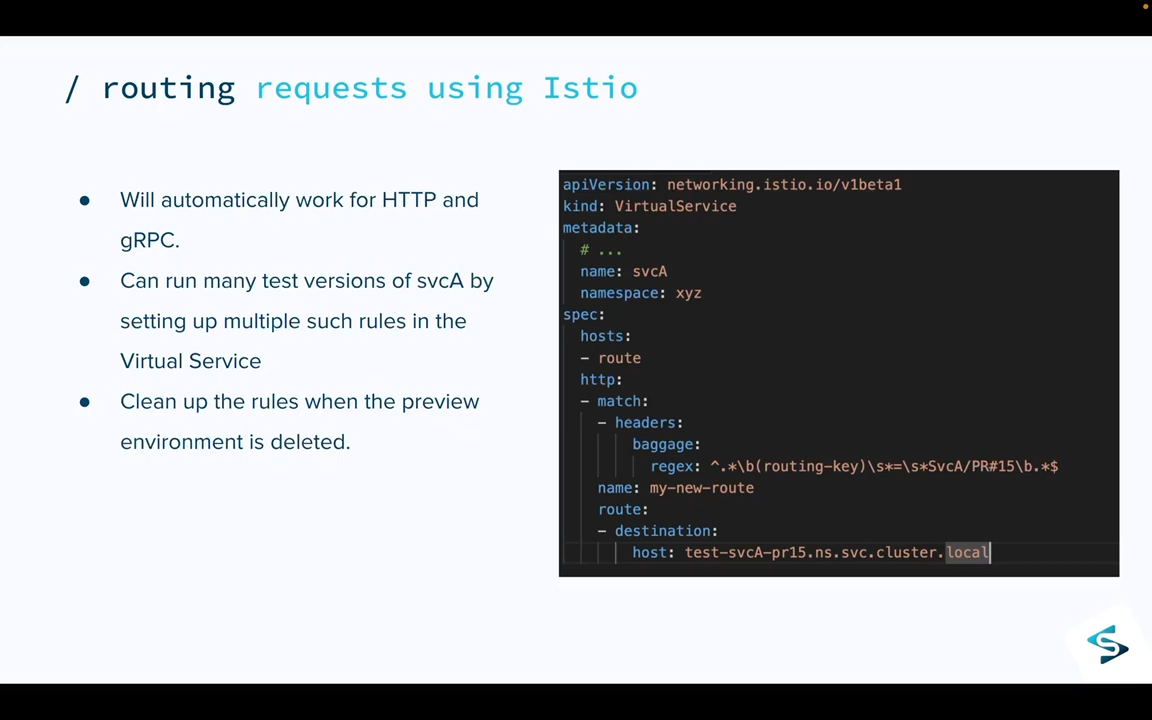 / routing requests using Istio
● Will automatically work for HTTP and
gRPC.
● Can run many test versions of svcA by
setting up multiple such rules in the
Virtual Service
● Clean up the rules when the preview
environment is deleted.
apiVersion: networking.istio.io/v1beta1
kind: VirtualService
metadata:
  # ...
  name: svcA
  namespace: xyz
spec:
  hosts:
  - route
  http:
  - match:
    - headers:
        baggage:
          regex: ^.*\b(routing-key)\s*=\s*SvcA/PR#15\b.*$
    name: my-new-route
    route:
    - destination:
        host: test-svcA-pr15.ns.svc.cluster.local